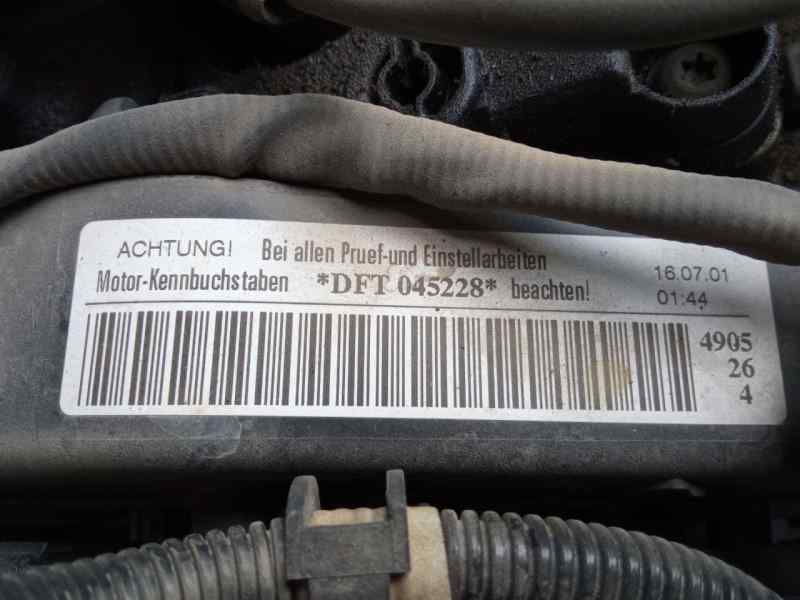 ACHTUNG! Bei allen Pruef-und Einstellarbeiten
Motor-Kennbuchstaben *DFT 045228* beachten!
16.07.01
01:44
4905
26
4